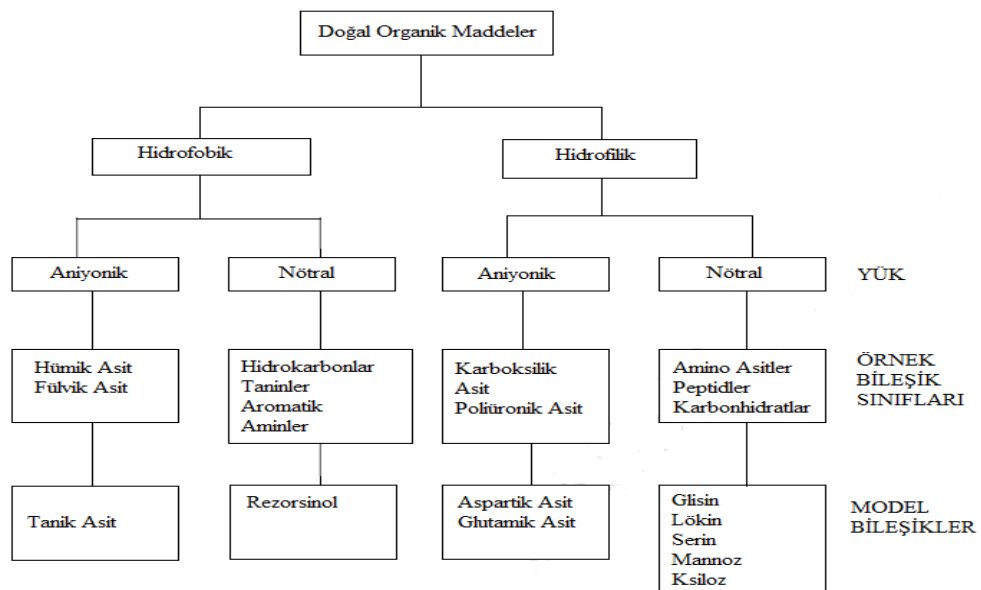 Doğal Organik Maddeler
Hidrofobik
Hidrofilik
Aniyonik
Nötral
Aniyonik
Nötral
YÜK
Hümik Asit
Fülvik Asit
Hidrokarbonlar
Taninler
Aromatik
Aminler
Karboksilik
Asit
Poliüronik Asit
Amino Asitler
Peptidler
Karbonhidratlar
ÖRNEK
BİLEŞİK
SINIFLARI
Tanik Asit
Rezorsinol
Aspartik Asit
Glutamik Asit
Glisin
Lökin
Serin
Mannoz
Ksiloz
MODEL
BİLEŞİKLER